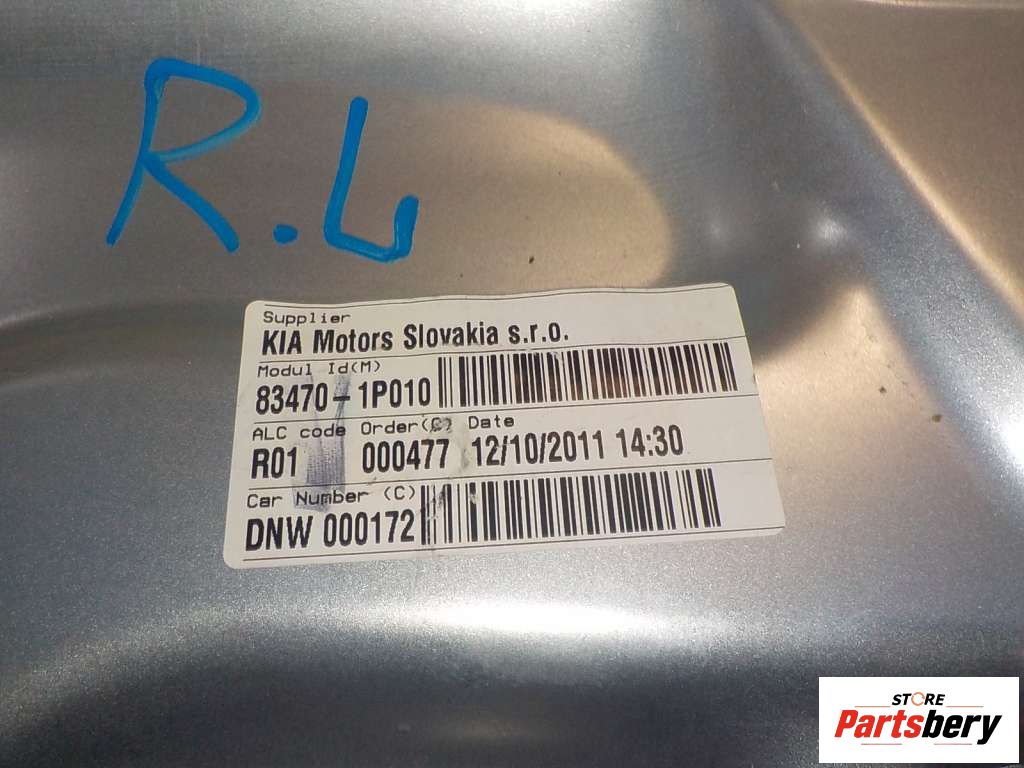 R.L
Supplier
KIA Motors Slovakia s.r.o.
Modul Id(M)
83470-1P010
ALC code Order(C) Date
R01 000477 12/10/2011 14:30
Car Number (C)
DNW 000172
STORE
Partsbery